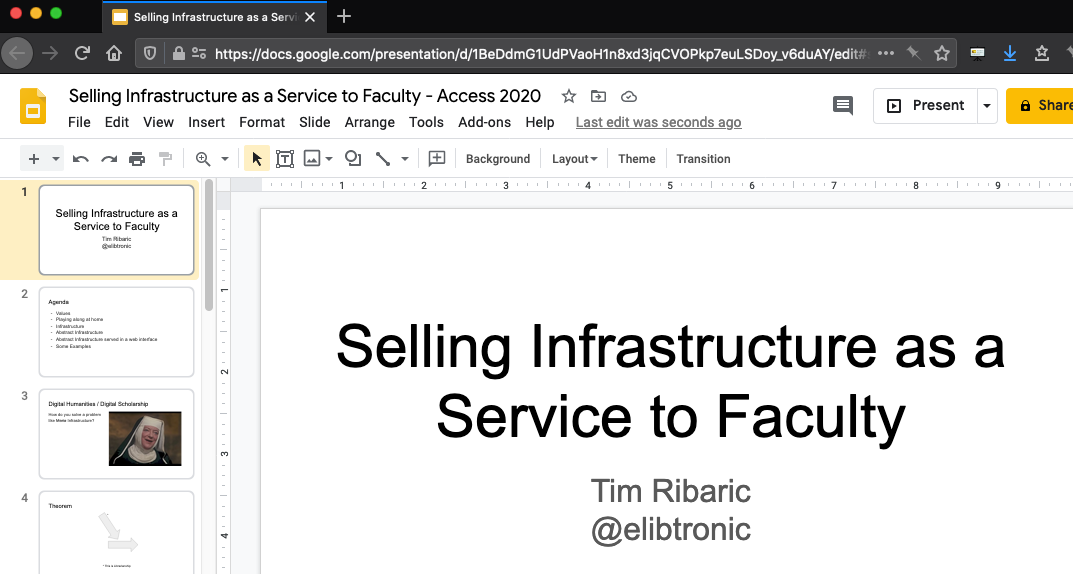 Selling Infrastructure as a Servi
https://docs.google.com/presentation/d/1BeDdmG1UdPVaoH1n8xd3jqCVOPkp7euLSDoy_v6duAY/edit#
Selling Infrastructure as a Service to Faculty - Access 2020
Present
Share
File Edit View Insert Format Slide Arrange Tools Add-ons Help Last edit was seconds ago
Background Layout Theme Transition
1 2 3 4 5 6 7 8 9
1
Selling Infrastructure as a
Service to Faculty
Tim Ribaric
@elibtronic
2
Agenda
- Values
- Playing along at home
- Infrastructure
- Abstract Infrastructure
- Abstract Infrastructure served in a web interface
- Some Examples
3
Digital Humanities / Digital Scholarship
How do you solve a problem
like Maria Infrastructure?
4
Theorem
1
2
3
4
Selling Infrastructure as a
Service to Faculty
Tim Ribaric
@elibtronic